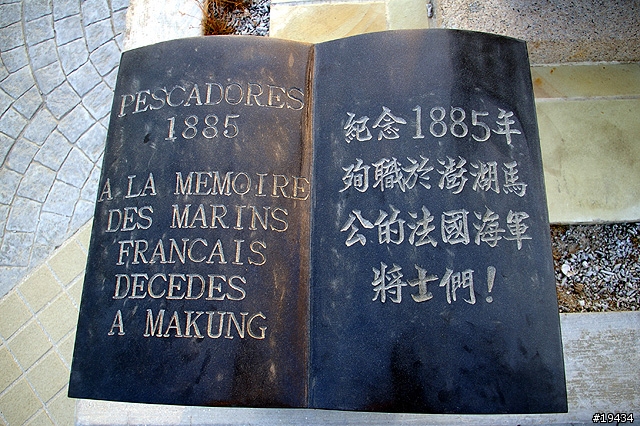 PESCADORES
1885
A LA MEMOIRE
DES MARINS
FRANCAIS
DECEDES
A MAKUNG
紀念1885年
殉職於澎湖馬
公的法國海軍
將士們!
#19434